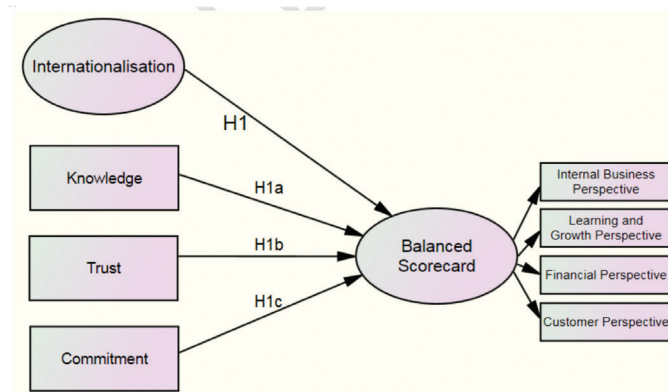 Internationalisation
H1
Knowledge
H1a
Trust
H1b
Commitment
H1c
Balanced
Scorecard
Internal Business
Perspective
Learning and
Growth Perspective
Financial Perspective
Customer Perspective